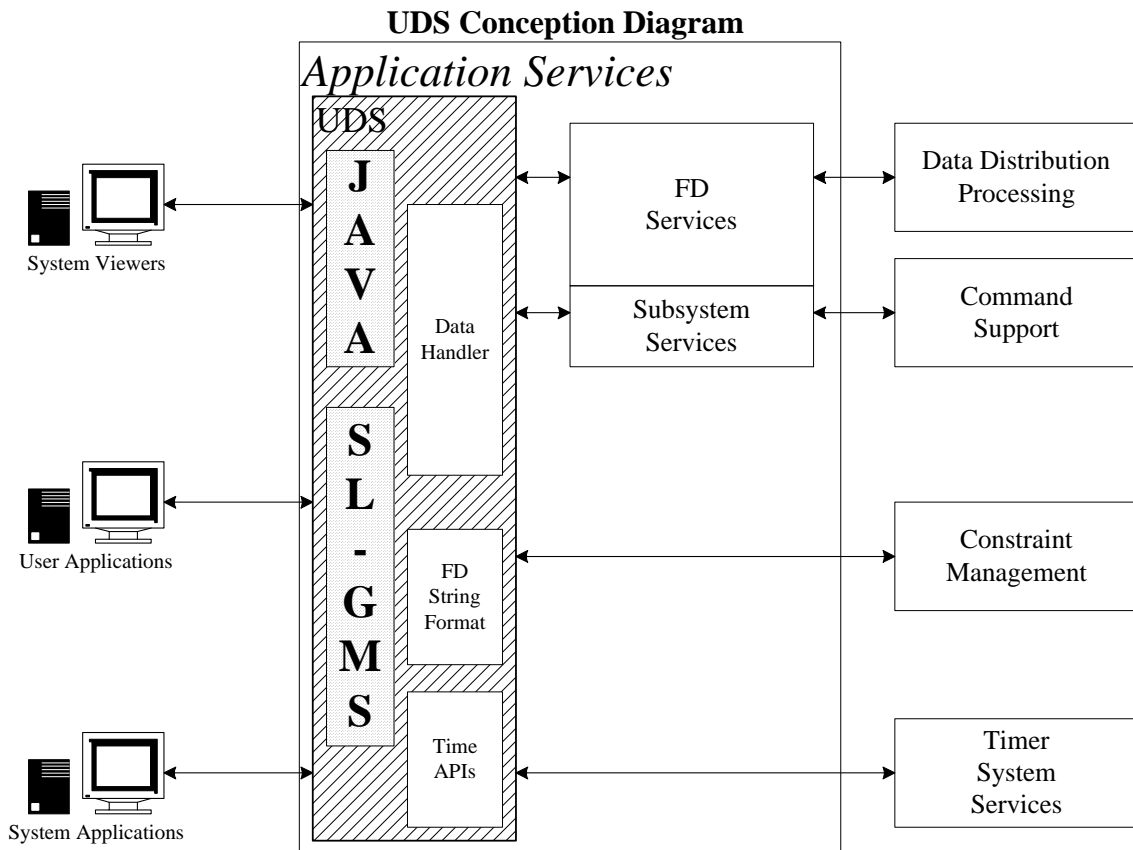 UDS Conception Diagram
Application Services
UDS
J
A
V
A
S
L
-
G
M
S
Data
Handler
FD
String
Format
Time
APIs
FD
Services
Subsystem
Services
Data Distribution
Processing
Command
Support
Constraint
Management
Timer
System
Services
System Viewers
User Applications
System Applications